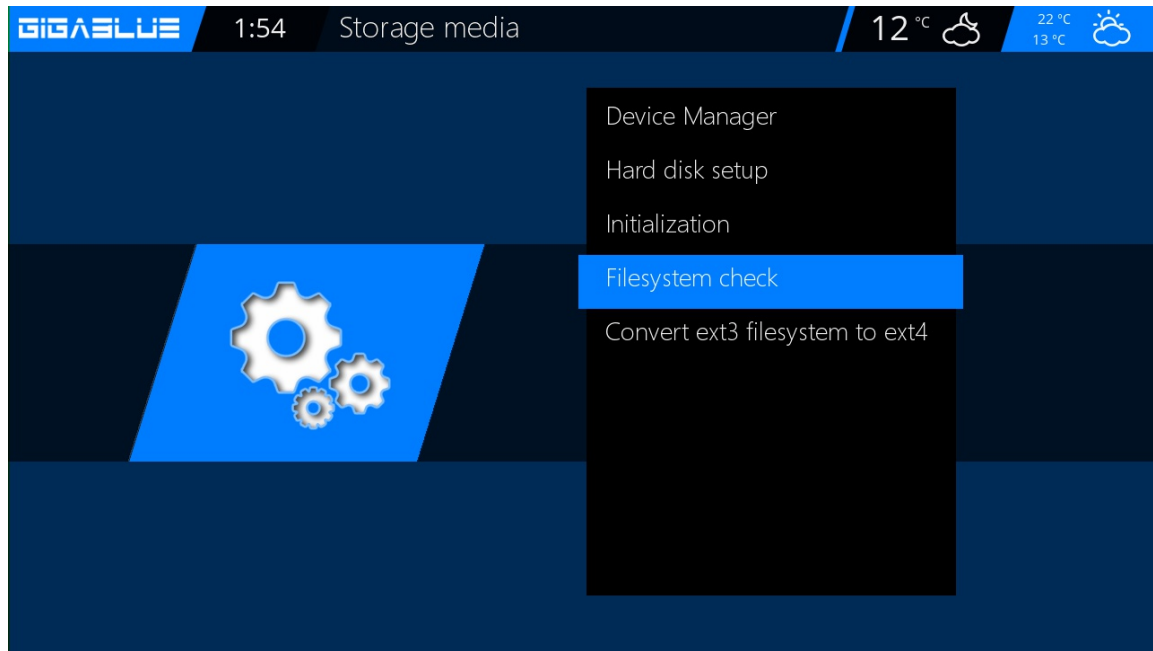 GIGABLUE 1:54 Storage media 12 °C 22 °C
13 °C
Device Manager
Hard disk setup
Initialization
Filesystem check
Convert ext3 filesystem to ext4